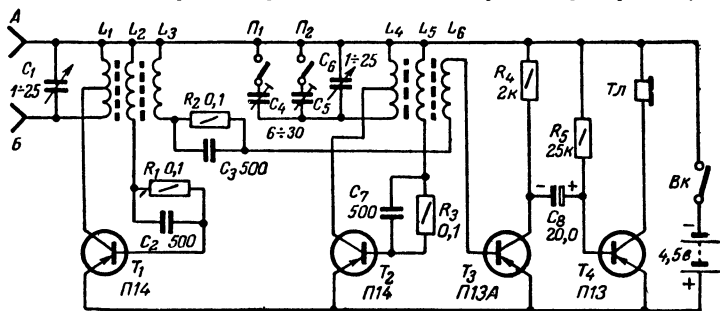 А L₁ L₂ L₃ П₁ П₂ L₄ L₅ L₆
C₁ 1÷25
C₆ 1÷25
R₄ 2к
Тл
R₂ 0,1
C₄ C₅
6÷30
Б
C₃ 500
R₅ 25к
R₁ 0,1
C₇ 500
R₃ 0,1
Вк
C₂ 500
C₈ 20,0
- +
T₁ П14
T₂ П14
T₃ П13А
T₄ П13
-
4,5в
+